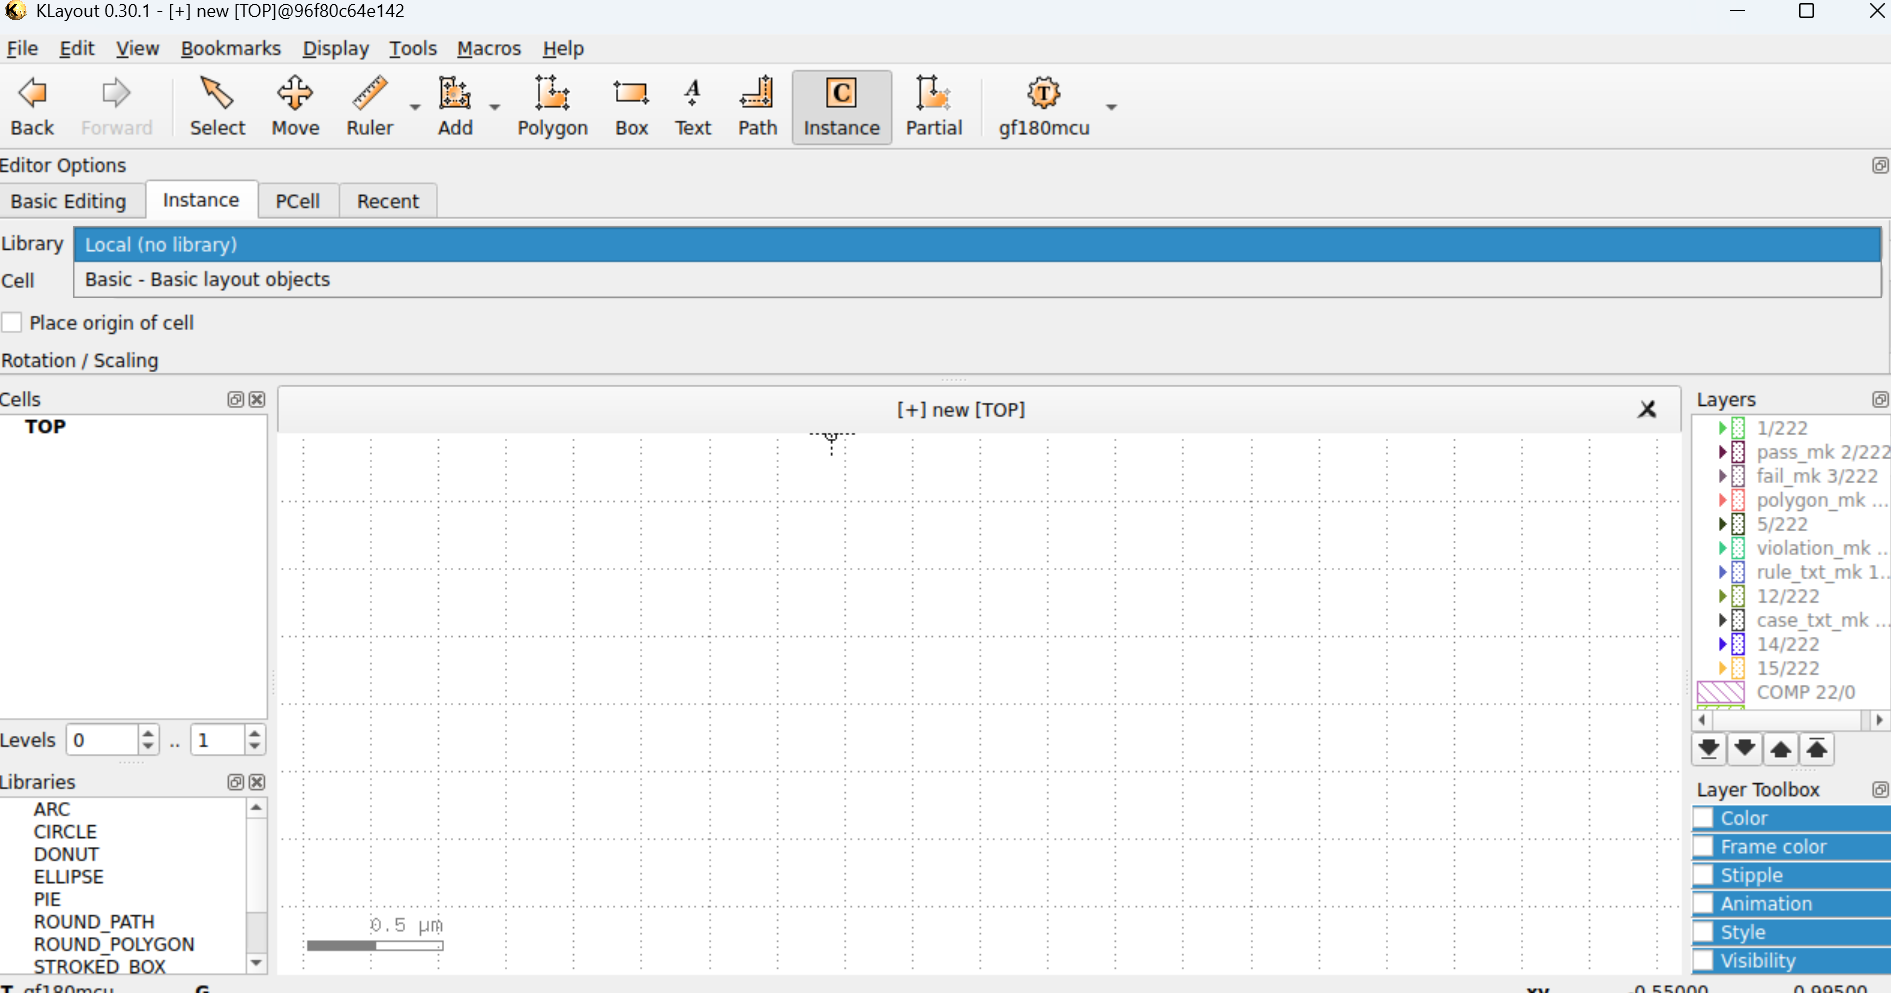 KLayout 0.30.1 - [+] new [TOP]@96f80c64e142
File Edit View Bookmarks Display Tools Macros Help
Back Forward Select Move Ruler Add Polygon Box Text Path Instance Partial gf180mcu
Editor Options
Basic Editing Instance PCell Recent
Library Local (no library)
Cell Basic - Basic layout objects
Place origin of cell
Rotation / Scaling
Cells
TOP
Levels 0 .. 1
Libraries
ARC
CIRCLE
DONUT
ELLIPSE
PIE
ROUND_PATH
ROUND_POLYGON
STROKED_BOX
[+] new [TOP]
0.5 µm
Layers
1/222
pass_mk 2/222
fail_mk 3/222
polygon_mk ...
5/222
violation_mk ..
rule_txt_mk 1..
12/222
case_txt_mk ...
14/222
15/222
COMP 22/0
Layer Toolbox
Color
Frame color
Stipple
Animation
Style
Visibility
T gf180mcu G xy -0.55000 0.99500